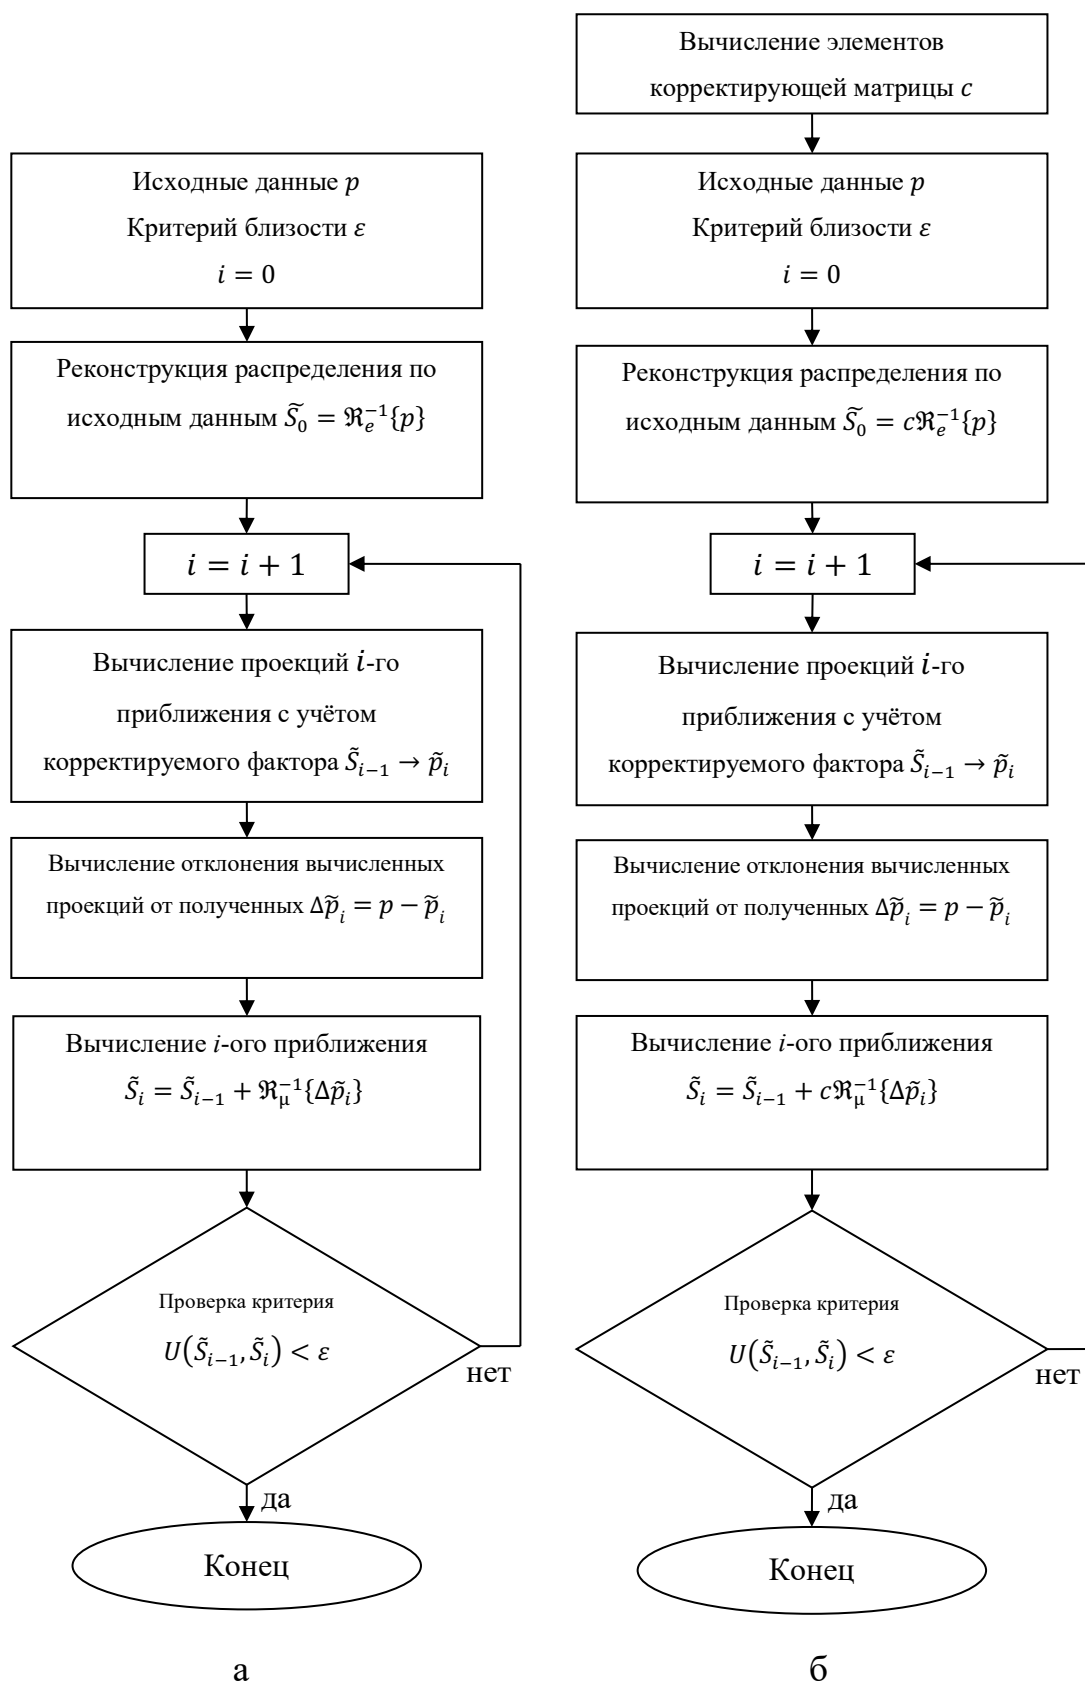 Исходные данные p
Критерий близости ε
i = 0
Реконструкция распределения по
исходным данным S̃₀ = ℜₑ⁻¹{p}
i = i + 1
Вычисление проекций i-го
приближения с учётом
корректируемого фактора S̃ᵢ₋₁ → p̃ᵢ
Вычисление отклонения вычисленных
проекций от полученных Δp̃ᵢ = p − p̃ᵢ
Вычисление i-ого приближения
S̃ᵢ = S̃ᵢ₋₁ + ℜ_μ⁻¹{Δp̃ᵢ}
Проверка критерия
U(S̃ᵢ₋₁, S̃ᵢ) < ε
нет
да
Конец
а
Вычисление элементов
корректирующей матрицы c
Исходные данные p
Критерий близости ε
i = 0
Реконструкция распределения по
исходным данным S̃₀ = cℜₑ⁻¹{p}
i = i + 1
Вычисление проекций i-го
приближения с учётом
корректируемого фактора S̃ᵢ₋₁ → p̃ᵢ
Вычисление отклонения вычисленных
проекций от полученных Δp̃ᵢ = p − p̃ᵢ
Вычисление i-ого приближения
S̃ᵢ = S̃ᵢ₋₁ + cℜ_μ⁻¹{Δp̃ᵢ}
Проверка критерия
U(S̃ᵢ₋₁, S̃ᵢ) < ε
нет
да
Конец
б